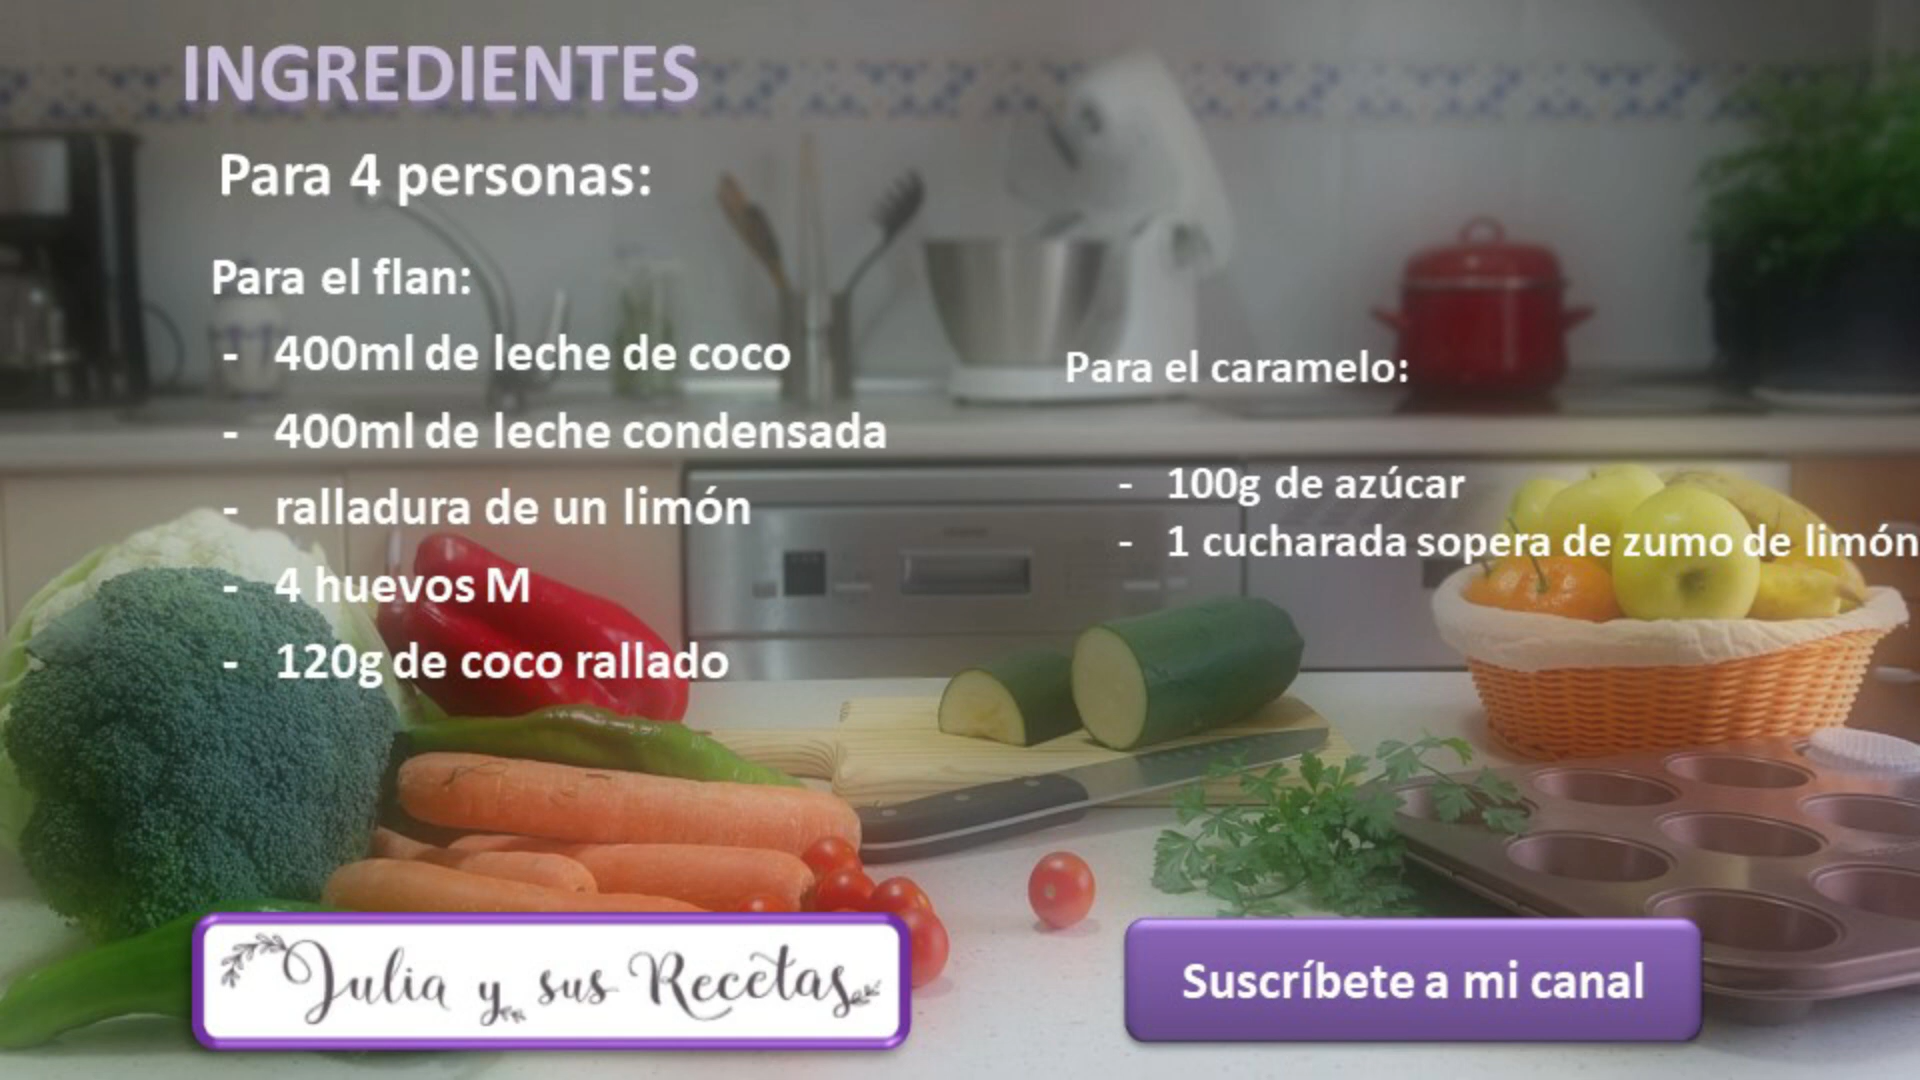 INGREDIENTES
Para 4 personas:
Para el flan:
- 400ml de leche de coco
- 400ml de leche condensada
- ralladura de un limón
- 4 huevos M
- 120g de coco rallado
Para el caramelo:
- 100g de azúcar
- 1 cucharada sopera de zumo de limón
Julia y sus Recetas
Suscríbete a mi canal